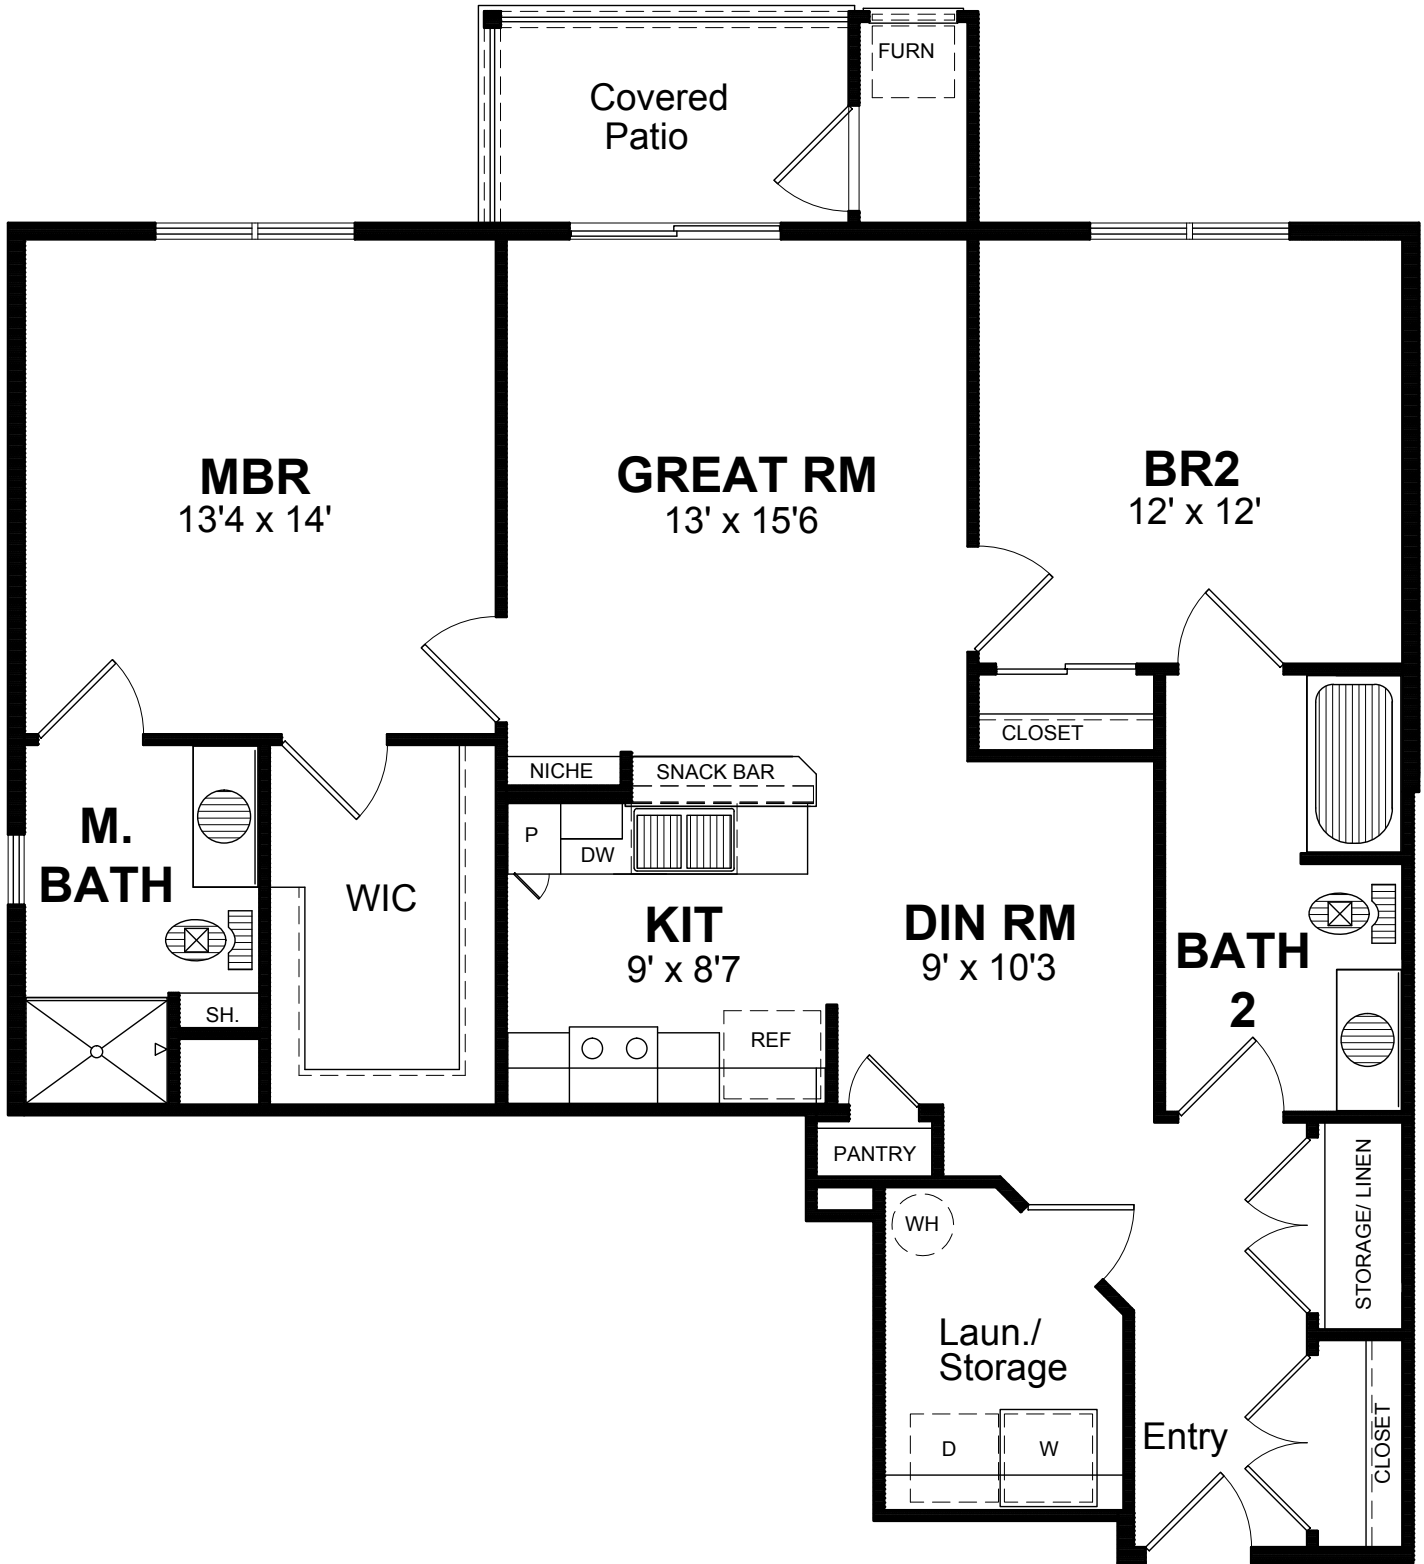 FURN
Covered
Patio
MBR
13'4 x 14'
GREAT RM
13' x 15'6
BR2
12' x 12'
CLOSET
NICHE
SNACK BAR
P
DW
M.
BATH
WIC
KIT
9' x 8'7
DIN RM
9' x 10'3
BATH
2
SH.
REF
PANTRY
STORAGE/ LINEN
WH
Laun./
Storage
D
W
Entry
CLOSET